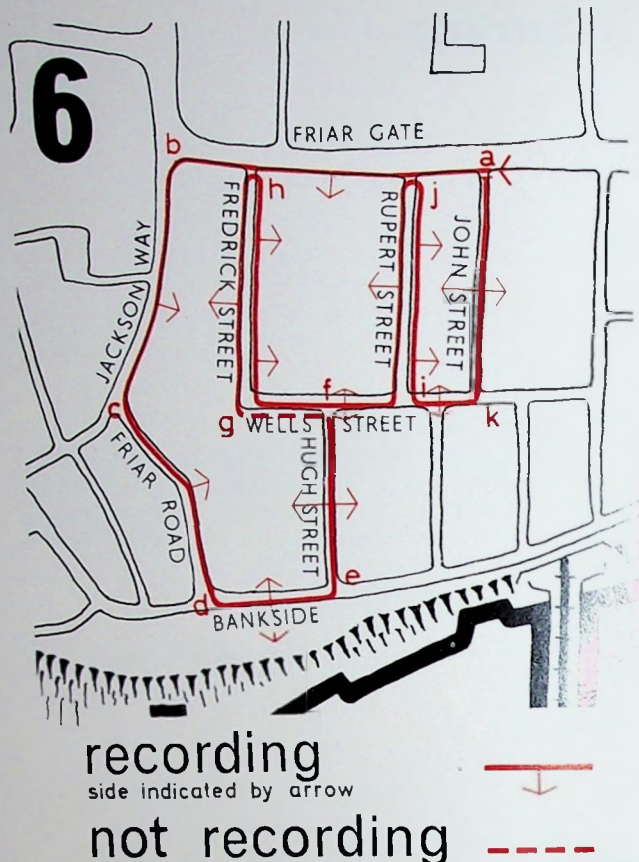 6
FRIAR GATE
b
a
h
j
FREDRICK STREET
RUPERT STREET
JOHN STREET
JACKSON WAY
c
f
i
g
WELLS STREET
k
FRIAR ROAD
HUGH STREET
e
d
BANKSIDE
recording
side indicated by arrow
not recording